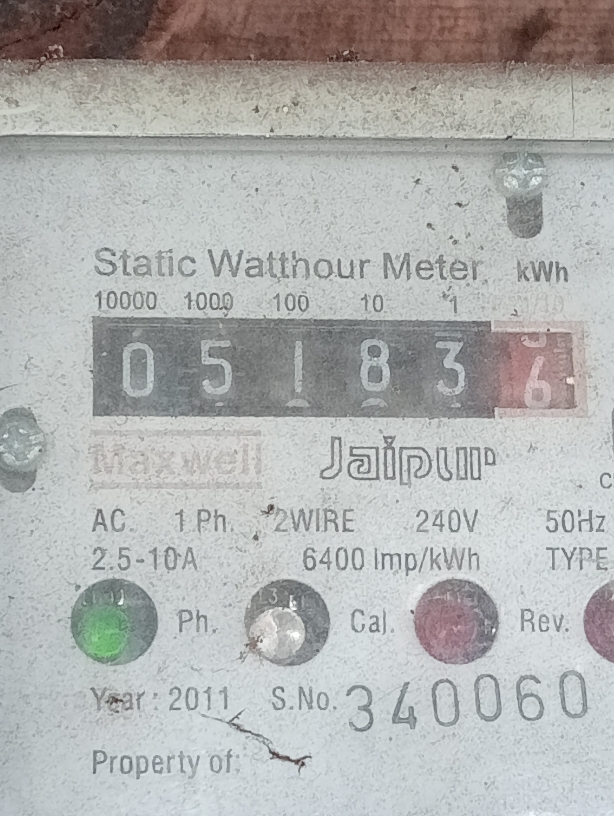 Static Watthour Meter kWh
10000 1000 100 10 1 1/10
0 5 1 8 3 6
Maxwell Jaipur
AC. 1 Ph. 2WIRE 240V 50Hz
2.5-10A 6400 Imp/kWh TYPE
Ph. Cal. Rev.
Year : 2011 S.No. 340060
Property of: